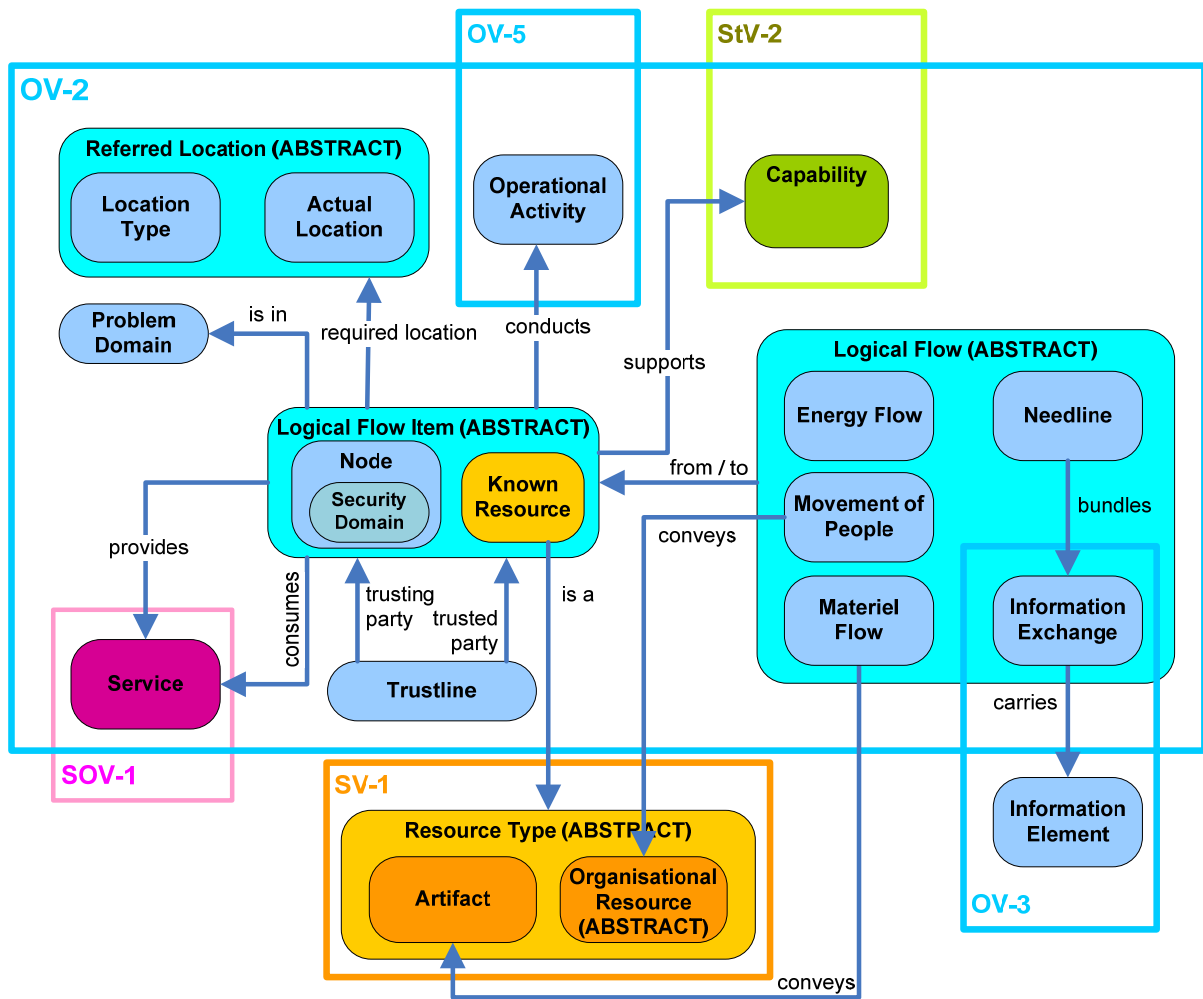 OV-5
StV-2
OV-2
Referred Location (ABSTRACT)
Location
Type
Actual
Location
Operational
Activity
Capability
Problem
Domain
is in
required location
conducts
supports
Logical Flow (ABSTRACT)
Energy Flow
Needline
Logical Flow Item (ABSTRACT)
Node
Security
Domain
Known
Resource
from / to
Movement of
People
bundles
conveys
provides
consumes
trusting
party
trusted
party
is a
Materiel
Flow
Information
Exchange
Service
Trustline
carries
SOV-1
SV-1
Resource Type (ABSTRACT)
Artifact
Organisational
Resource
(ABSTRACT)
Information
Element
OV-3
conveys